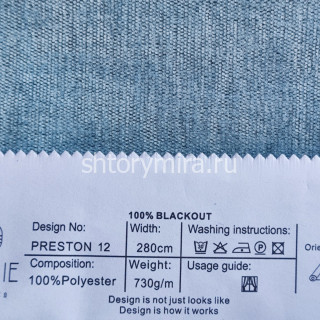 shtorymira.ru
100% BLACKOUT
Design No:
PRESTON 12
Width:
280cm
Washing instructions:
Composition:
100%Polyester
Weight:
730g/m
Usage guide:
Design is not just looks like
Design is how it works